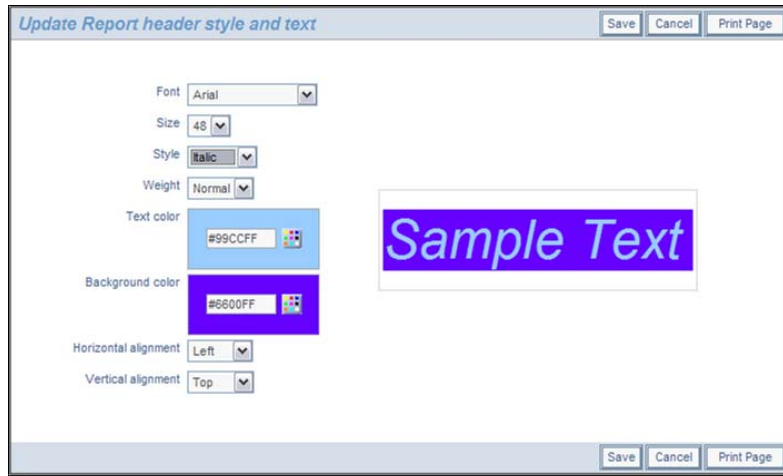 Update Report header style and text Save Cancel Print Page
Font Arial
Size 48
Style Italic
Weight Normal
Text color
#99CCFF
Background color
#6600FF
Sample Text
Horizontal alignment Left
Vertical alignment Top
Save Cancel Print Page